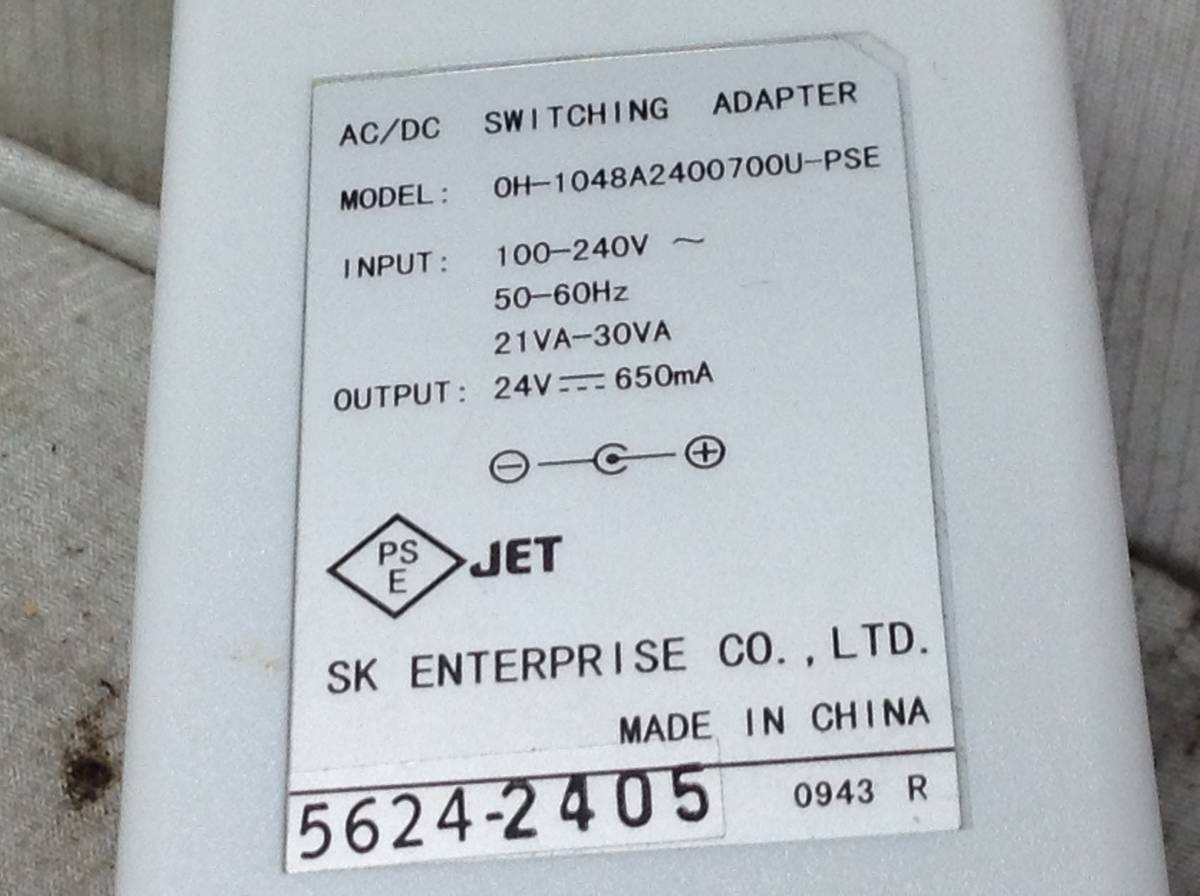 AC/DC SWITCHING ADAPTER
MODEL: OH-1048A2400700U-PSE
INPUT: 100-240V ~
50-60Hz
21VA-30VA
OUTPUT: 24V ⎓ 650mA
PS
E
JET
SK ENTERPRISE CO., LTD.
MADE IN CHINA
5624-2405 0943 R